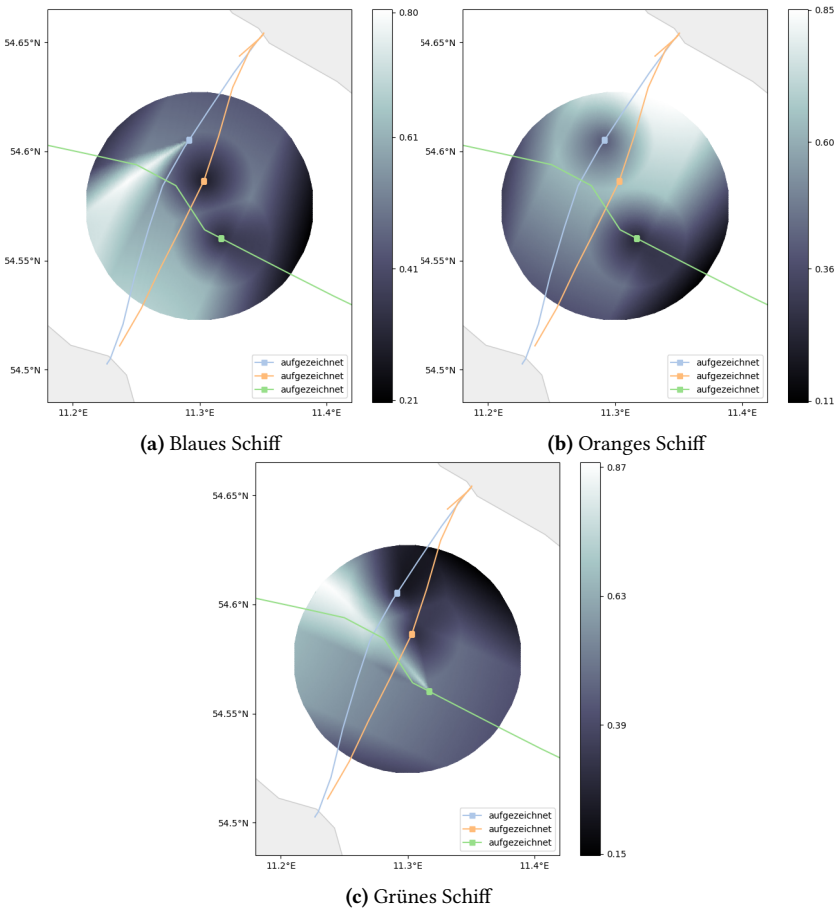 54.65°N
54.6°N
54.55°N
54.5°N
11.2°E 11.3°E 11.4°E
0.80
0.61
0.41
0.21
aufgezeichnet
aufgezeichnet
aufgezeichnet
(a) Blaues Schiff
54.65°N
54.6°N
54.55°N
54.5°N
11.2°E 11.3°E 11.4°E
0.85
0.60
0.36
0.11
aufgezeichnet
aufgezeichnet
aufgezeichnet
(b) Oranges Schiff
54.65°N
54.6°N
54.55°N
54.5°N
11.2°E 11.3°E 11.4°E
0.87
0.63
0.39
0.15
aufgezeichnet
aufgezeichnet
aufgezeichnet
(c) Grünes Schiff